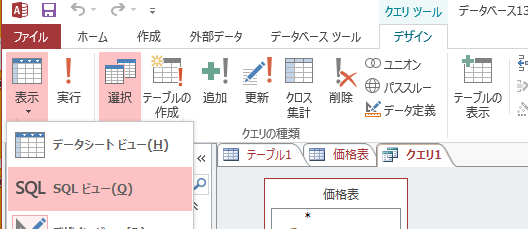 クエリ ツール
データベース13
ファイル
ホーム
作成
外部データ
データベース ツール
デザイン
表示
実行
選択
テーブルの
作成
追加
更新
クロス
集計
削除
ユニオン
パススルー
データ定義
テーブルの
表示
クエリの種類
データシート ビュー(H)
SQL SQL ビュー(Q)
テーブル1
価格表
クエリ1
価格表
*